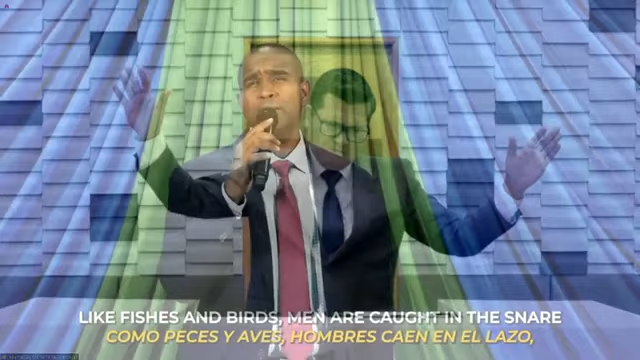 LIKE FISHES AND BIRDS, MEN ARE CAUGHT IN THE SNARE
COMO PECES Y AVES, HOMBRES CAEN EN EL LAZO,